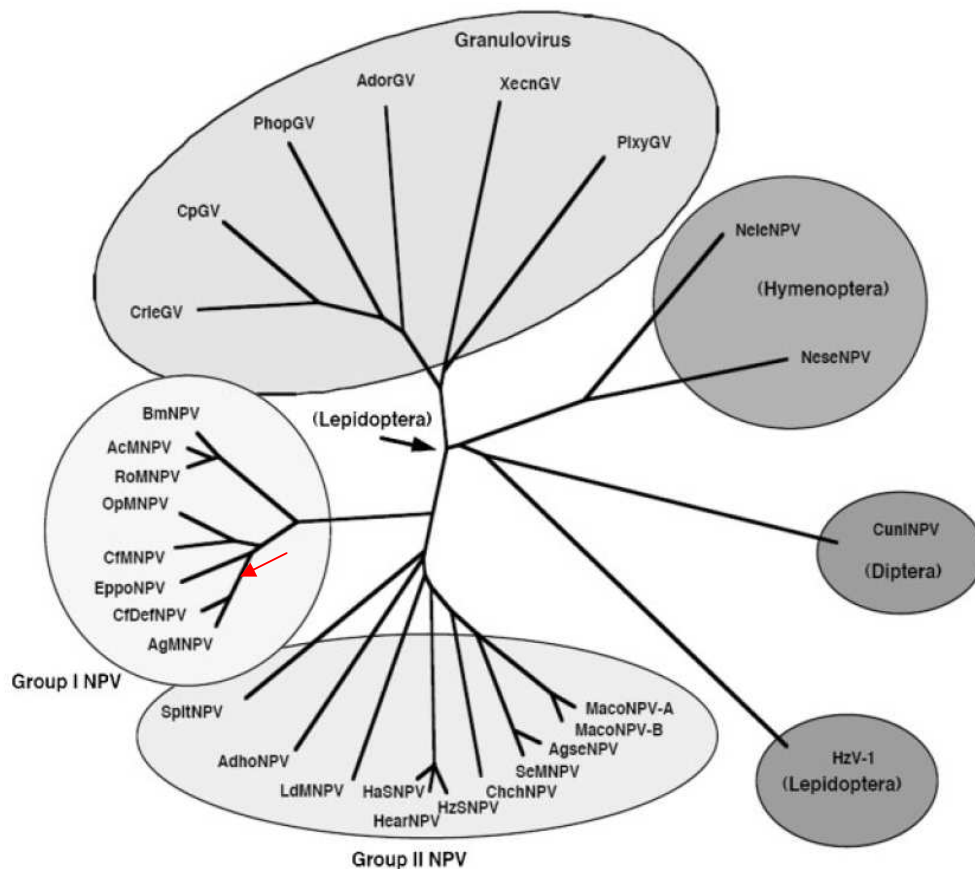 Granulovirus
AdorGV
XecnGV
PhopGV
PlxyGV
CpGV
NeleNPV
(Hymenoptera)
CrleGV
NeseNPV
(Lepidoptera)
BmNPV
AcMNPV
RoMNPV
OpMNPV
CfMNPV
EppoNPV
CfDefNPV
AgMNPV
Group I NPV
CuniNPV
(Diptera)
SpltNPV
MacoNPV-A
MacoNPV-B
AgseNPV
SeMNPV
AdhoNPV
LdMNPV
HaSNPV
ChchNPV
HzSNPV
HearNPV
HzV-1
(Lepidoptera)
Group II NPV